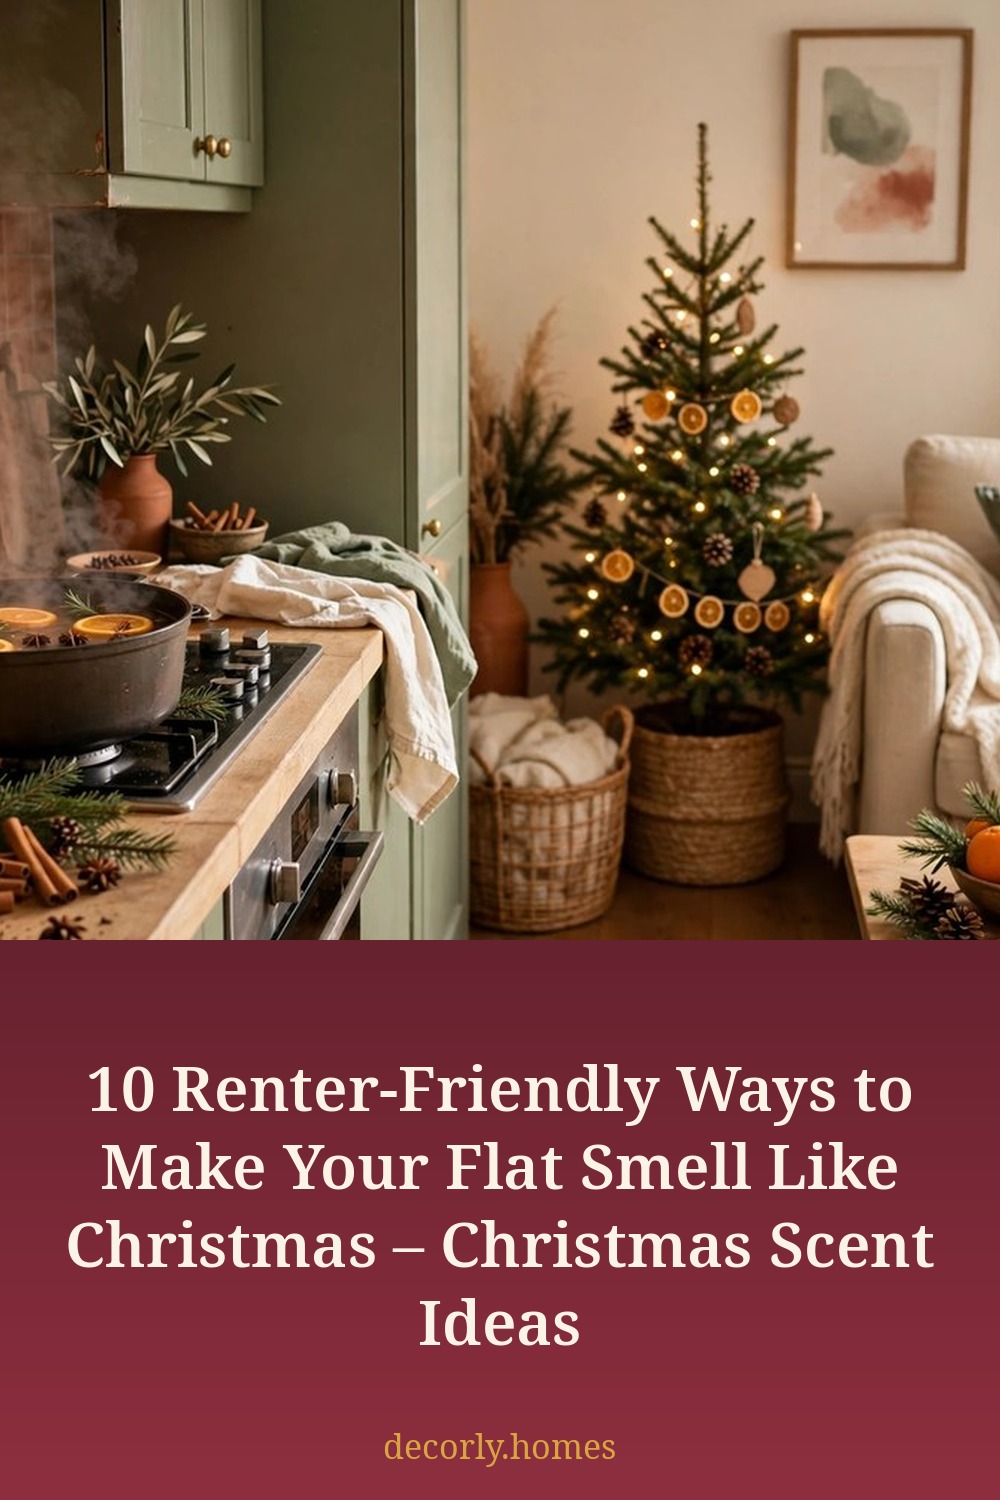 10 Renter-Friendly Ways to
Make Your Flat Smell Like
Christmas – Christmas Scent
Ideas
decorly.homes